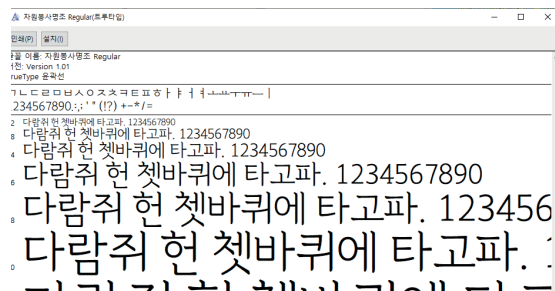 자원봉사명조 Regular(트루타입)
인쇄(P) 설치(I)
글꼴 이름: 자원봉사명조 Regular
버전: Version 1.01
TrueType 윤곽선
ㄱㄴㄷㄹㅁㅂㅅㅇㅈㅊㅋㅌㅍㅎㅏㅑㅓㅕㅗㅛㅜㅠㅡㅣ
1234567890.:,; ' " (!?) +-*/=
다람쥐 헌 쳇바퀴에 타고파. 1234567890
다람쥐 헌 쳇바퀴에 타고파. 1234567890
다람쥐 헌 쳇바퀴에 타고파. 1234567890
다람쥐 헌 쳇바퀴에 타고파. 1234567890
다람쥐 헌 쳇바퀴에 타고파. 123456
다람쥐 헌 쳇바퀴에 타고파.